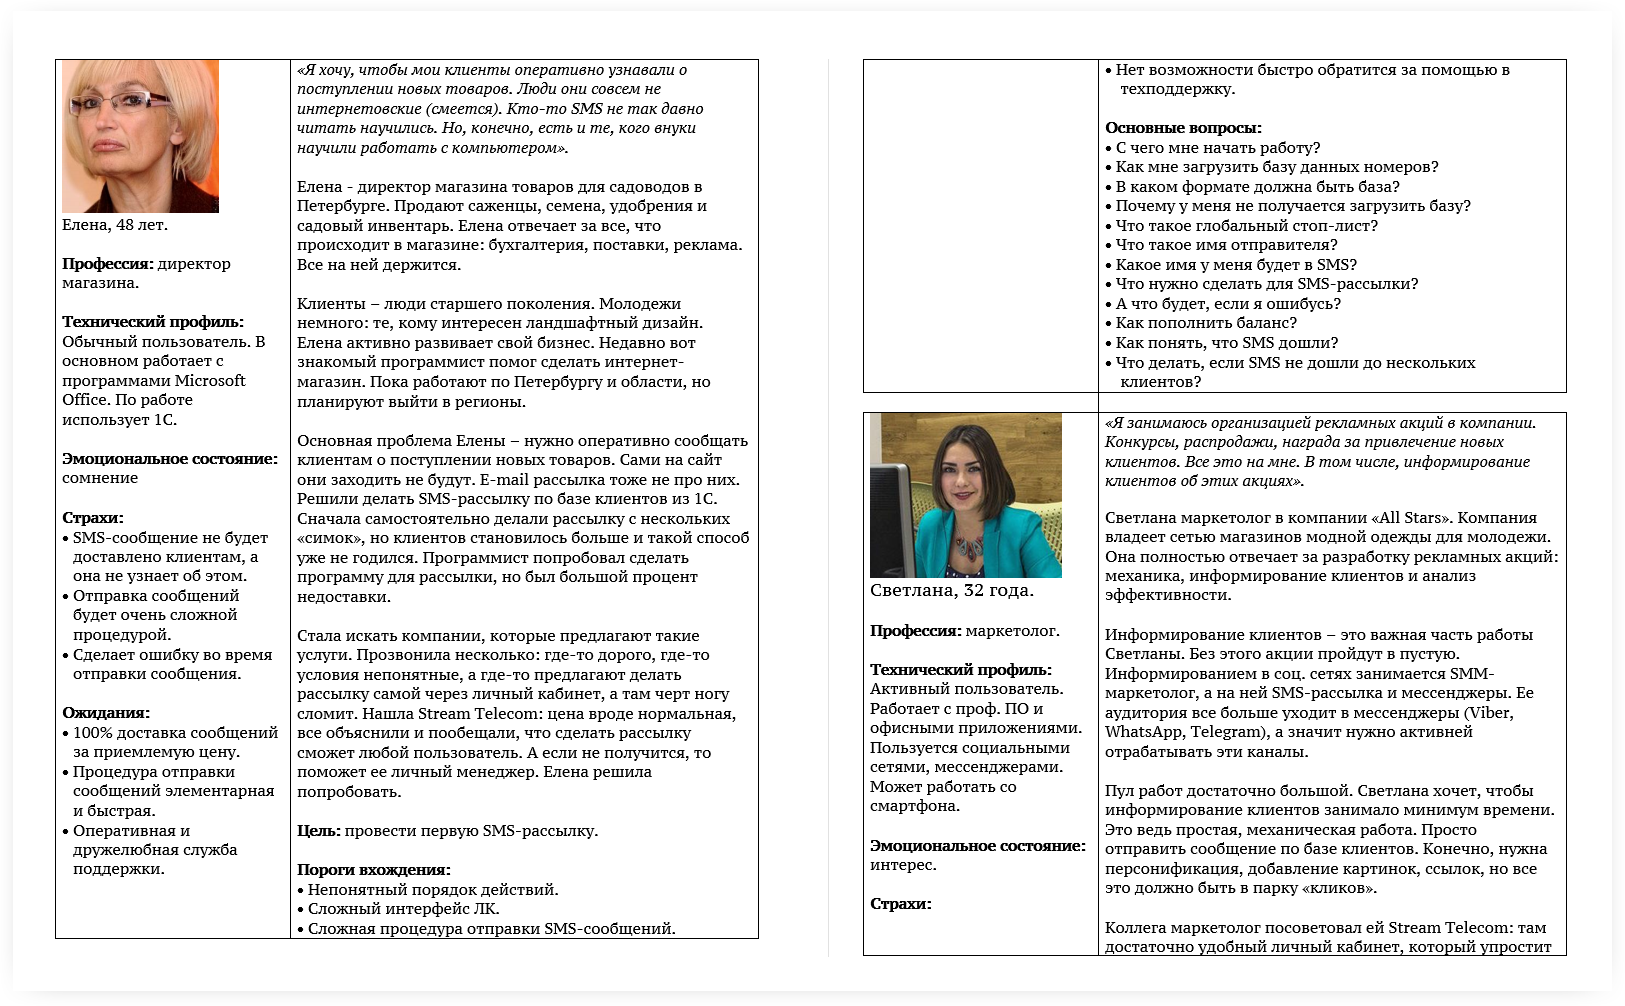 Елена, 48 лет.
Профессия: директор
магазина.
Технический профиль:
Обычный пользователь. В
основном работает с
программами Microsoft
Office. По работе
использует 1С.
Эмоциональное состояние:
сомнение
Страхи:
• SMS-сообщение не будет
доставлено клиентам, а
она не узнает об этом.
• Отправка сообщений
будет очень сложной
процедурой.
• Сделает ошибку во время
отправки сообщения.
Ожидания:
• 100% доставка сообщений
за приемлемую цену.
• Процедура отправки
сообщений элементарная
и быстрая.
• Оперативная и
дружелюбная служба
поддержки.
«Я хочу, чтобы мои клиенты оперативно узнавали о
поступлении новых товаров. Люди они совсем не
интернетовские (смеется). Кто-то SMS не так давно
читать научились. Но, конечно, есть и те, кого внуки
научили работать с компьютером».
Елена - директор магазина товаров для садоводов в
Петербурге. Продают саженцы, семена, удобрения и
садовый инвентарь. Елена отвечает за все, что
происходит в магазине: бухгалтерия, поставки, реклама.
Все на ней держится.
Клиенты – люди старшего поколения. Молодежи
немного: те, кому интересен ландшафтный дизайн.
Елена активно развивает свой бизнес. Недавно вот
знакомый программист помог сделать интернет-
магазин. Пока работают по Петербургу и области, но
планируют выйти в регионы.
Основная проблема Елены – нужно оперативно сообщать
клиентам о поступлении новых товаров. Сами на сайт
они заходить не будут. E-mail рассылка тоже не про них.
Решили делать SMS-рассылку по базе клиентов из 1С.
Сначала самостоятельно делали рассылку с нескольких
«симок», но клиентов становилось больше и такой способ
уже не годился. Программист попробовал сделать
программу для рассылки, но был большой процент
недоставки.
Стала искать компании, которые предлагают такие
услуги. Прозвонила несколько: где-то дорого, где-то
условия непонятные, а где-то предлагают делать
рассылку самой через личный кабинет, а там черт ногу
сломит. Нашла Stream Telecom: цена вроде нормальная,
все объяснили и пообещали, что сделать рассылку
сможет любой пользователь. А если не получится, то
поможет ее личный менеджер. Елена решила
попробовать.
Цель: провести первую SMS-рассылку.
Пороги вхождения:
• Непонятный порядок действий.
• Сложный интерфейс ЛК.
• Сложная процедура отправки SMS-сообщений.
• Нет возможности быстро обратится за помощью в
техподдержку.
Основные вопросы:
• С чего мне начать работу?
• Как мне загрузить базу данных номеров?
• В каком формате должна быть база?
• Почему у меня не получается загрузить базу?
• Что такое глобальный стоп-лист?
• Что такое имя отправителя?
• Какое имя у меня будет в SMS?
• Что нужно сделать для SMS-рассылки?
• А что будет, если я ошибусь?
• Как пополнить баланс?
• Как понять, что SMS дошли?
• Что делать, если SMS не дошли до нескольких
клиентов?
Светлана, 32 года.
Профессия: маркетолог.
Технический профиль:
Активный пользователь.
Работает с проф. ПО и
офисными приложениями.
Пользуется социальными
сетями, мессенджерами.
Может работать со
смартфона.
Эмоциональное состояние:
интерес.
Страхи:
«Я занимаюсь организацией рекламных акций в компании.
Конкурсы, распродажи, награда за привлечение новых
клиентов. Все это на мне. В том числе, информирование
клиентов об этих акциях».
Светлана маркетолог в компании «All Stars». Компания
владеет сетью магазинов модной одежды для молодежи.
Она полностью отвечает за разработку рекламных акций:
механика, информирование клиентов и анализ
эффективности.
Информирование клиентов – это важная часть работы
Светланы. Без этого акции пройдут в пустую.
Информированием в соц. сетях занимается SMM-
маркетолог, а на ней SMS-рассылка и мессенджеры. Ее
аудитория все больше уходит в мессенджеры (Viber,
WhatsApp, Telegram), а значит нужно активней
отрабатывать эти каналы.
Пул работ достаточно большой. Светлана хочет, чтобы
информирование клиентов занимало минимум времени.
Это ведь простая, механическая работа. Просто
отправить сообщение по базе клиентов. Конечно, нужна
персонификация, добавление картинок, ссылок, но все
это должно быть в парку «кликов».
Коллега маркетолог посоветовал ей Stream Telecom: там
достаточно удобный личный кабинет, который упростит